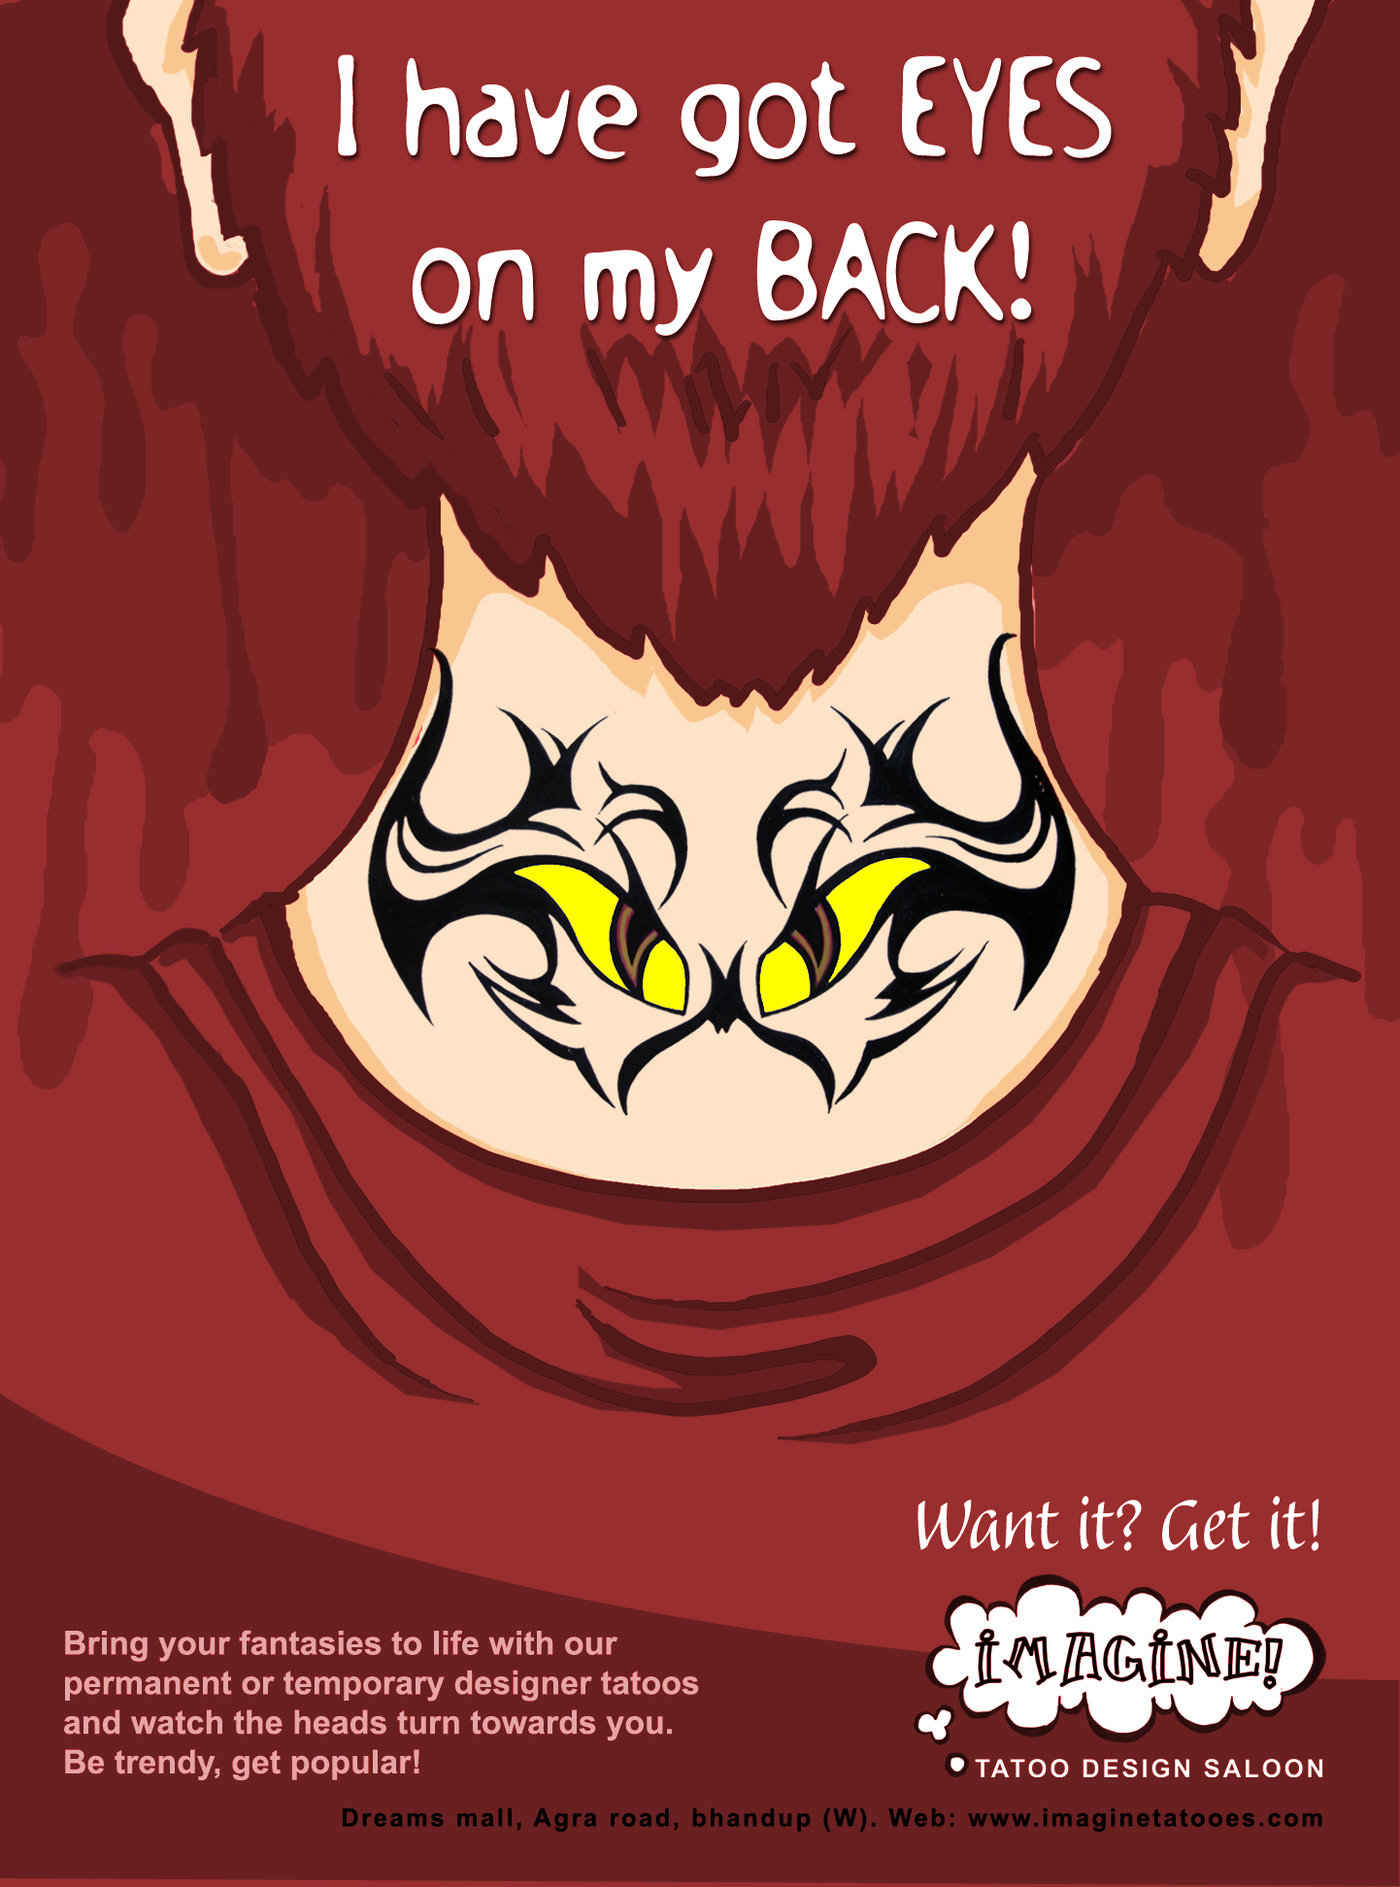 I have got EYES
on my BACK!
Want it? Get it!
iMAGiNE!
TATOO DESIGN SALOON
Bring your fantasies to life with our
permanent or temporary designer tatoos
and watch the heads turn towards you.
Be trendy, get popular!
Dreams mall, Agra road, bhandup (W). Web: www.imaginetatooes.com